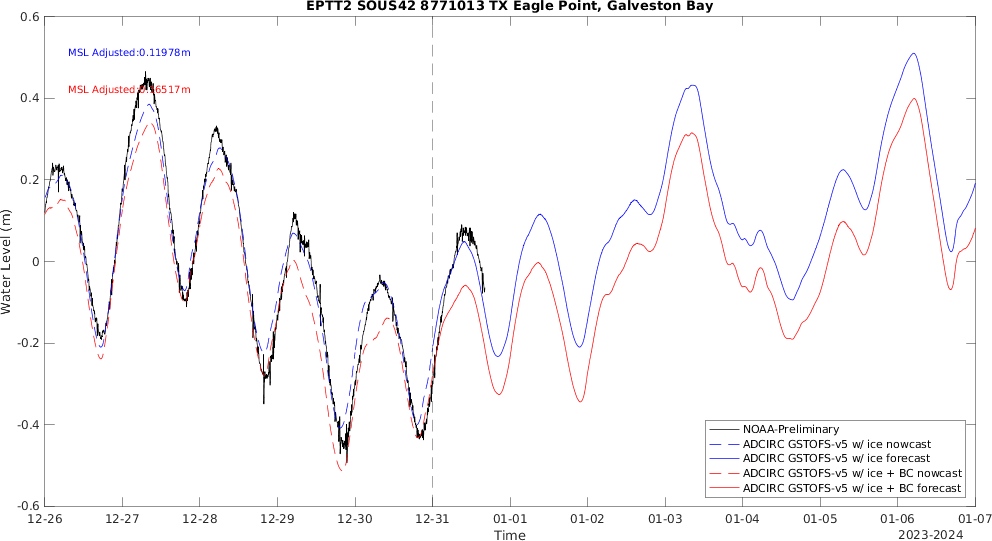 EPTT2 SOUS42 8771013 TX Eagle Point, Galveston Bay
MSL Adjusted:0.11978m
MSL Adjusted:0.16517m
Water Level (m)
0.6
0.4
0.2
0
-0.2
-0.4
-0.6
12-26
12-27
12-28
12-29
12-30
12-31
01-01
01-02
01-03
01-04
01-05
01-06
01-07
Time
2023-2024
NOAA-Preliminary
ADCIRC GSTOFS-v5 w/ ice nowcast
ADCIRC GSTOFS-v5 w/ ice forecast
ADCIRC GSTOFS-v5 w/ ice + BC nowcast
ADCIRC GSTOFS-v5 w/ ice + BC forecast